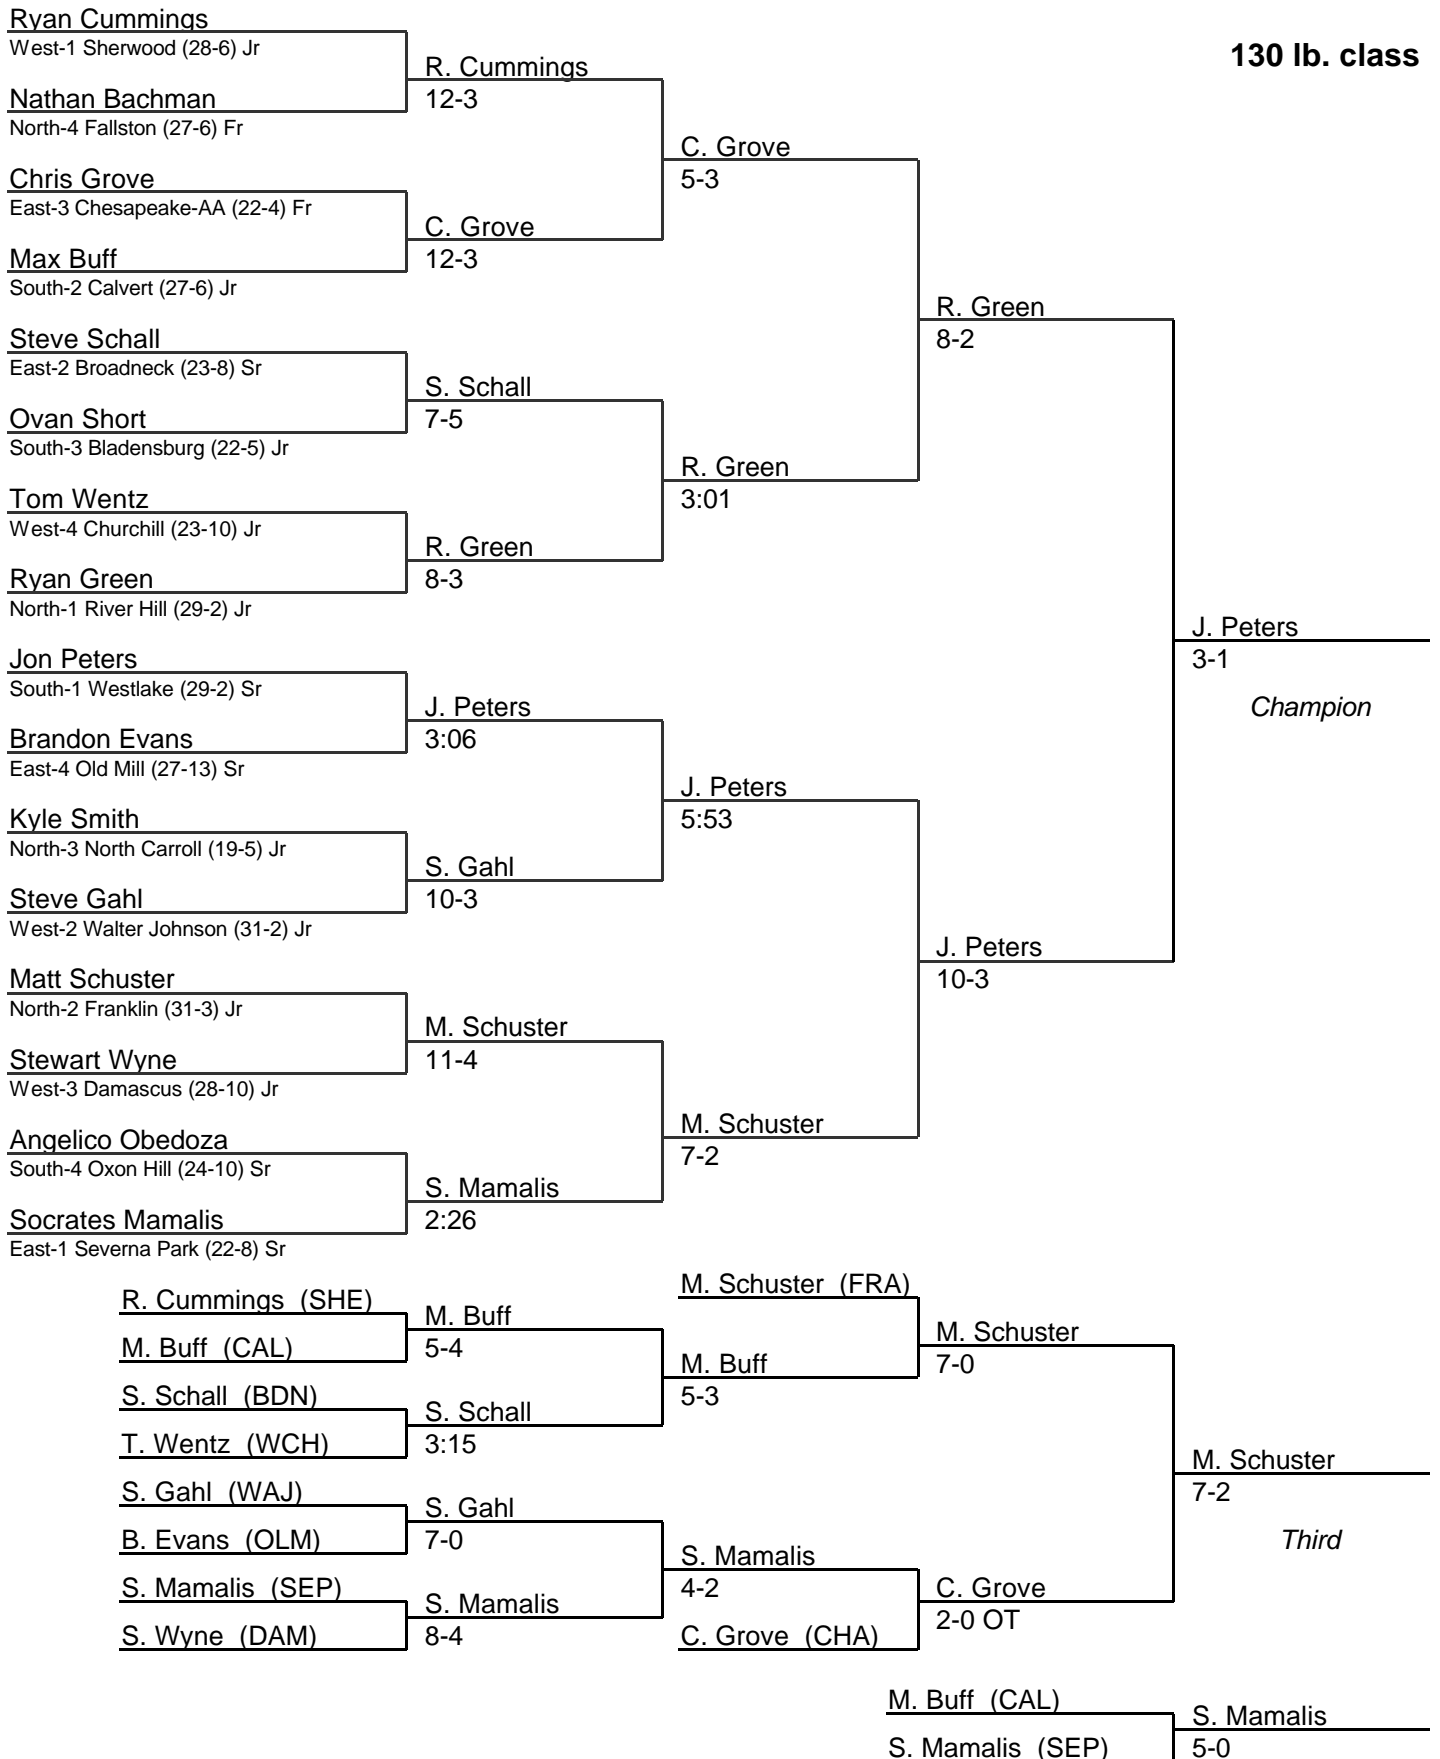 130 lb. class
Ryan Cummings
West-1 Sherwood (28-6) Jr
Nathan Bachman
North-4 Fallston (27-6) Fr
Chris Grove
East-3 Chesapeake-AA (22-4) Fr
Max Buff
South-2 Calvert (27-6) Jr
Steve Schall
East-2 Broadneck (23-8) Sr
Ovan Short
South-3 Bladensburg (22-5) Jr
Tom Wentz
West-4 Churchill (23-10) Jr
Ryan Green
North-1 River Hill (29-2) Jr
Jon Peters
South-1 Westlake (29-2) Sr
Brandon Evans
East-4 Old Mill (27-13) Sr
Kyle Smith
North-3 North Carroll (19-5) Jr
Steve Gahl
West-2 Walter Johnson (31-2) Jr
Matt Schuster
North-2 Franklin (31-3) Jr
Stewart Wyne
West-3 Damascus (28-10) Jr
Angelico Obedoza
South-4 Oxon Hill (24-10) Sr
Socrates Mamalis
East-1 Severna Park (22-8) Sr
R. Cummings
12-3
C. Grove
12-3
S. Schall
7-5
R. Green
8-3
J. Peters
3:06
S. Gahl
10-3
M. Schuster
11-4
S. Mamalis
2:26
C. Grove
5-3
R. Green
3:01
J. Peters
5:53
M. Schuster
7-2
R. Green
8-2
J. Peters
10-3
J. Peters
3-1
Champion
R. Cummings (SHE)
M. Buff (CAL)
S. Schall (BDN)
T. Wentz (WCH)
S. Gahl (WAJ)
B. Evans (OLM)
S. Mamalis (SEP)
S. Wyne (DAM)
M. Buff
5-4
S. Schall
3:15
S. Gahl
7-0
S. Mamalis
8-4
M. Schuster (FRA)
M. Buff
5-3
S. Mamalis
4-2
C. Grove (CHA)
M. Schuster
7-0
C. Grove
2-0 OT
M. Schuster
7-2
Third
M. Buff (CAL)
S. Mamalis (SEP)
S. Mamalis
5-0